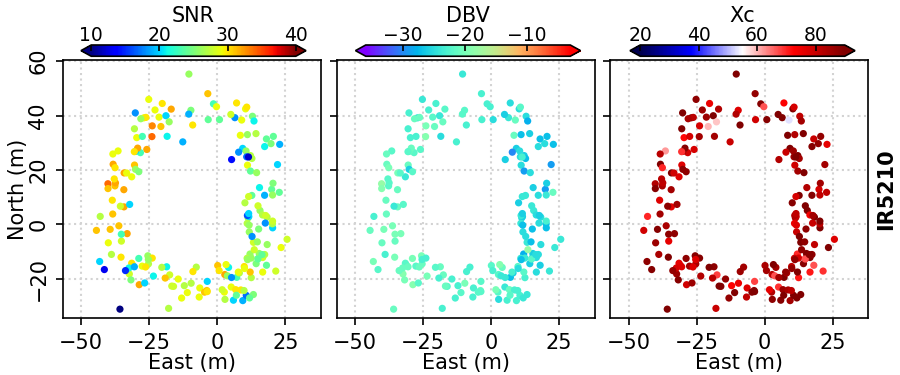 SNR DBV Xc
10 20 30 40 −30 −20 −10 20 40 60 80
60
40
20
0
−20
North (m)
−50 −25 0 25 −50 −25 0 25 −50 −25 0 25
East (m) East (m) East (m)
IR5210